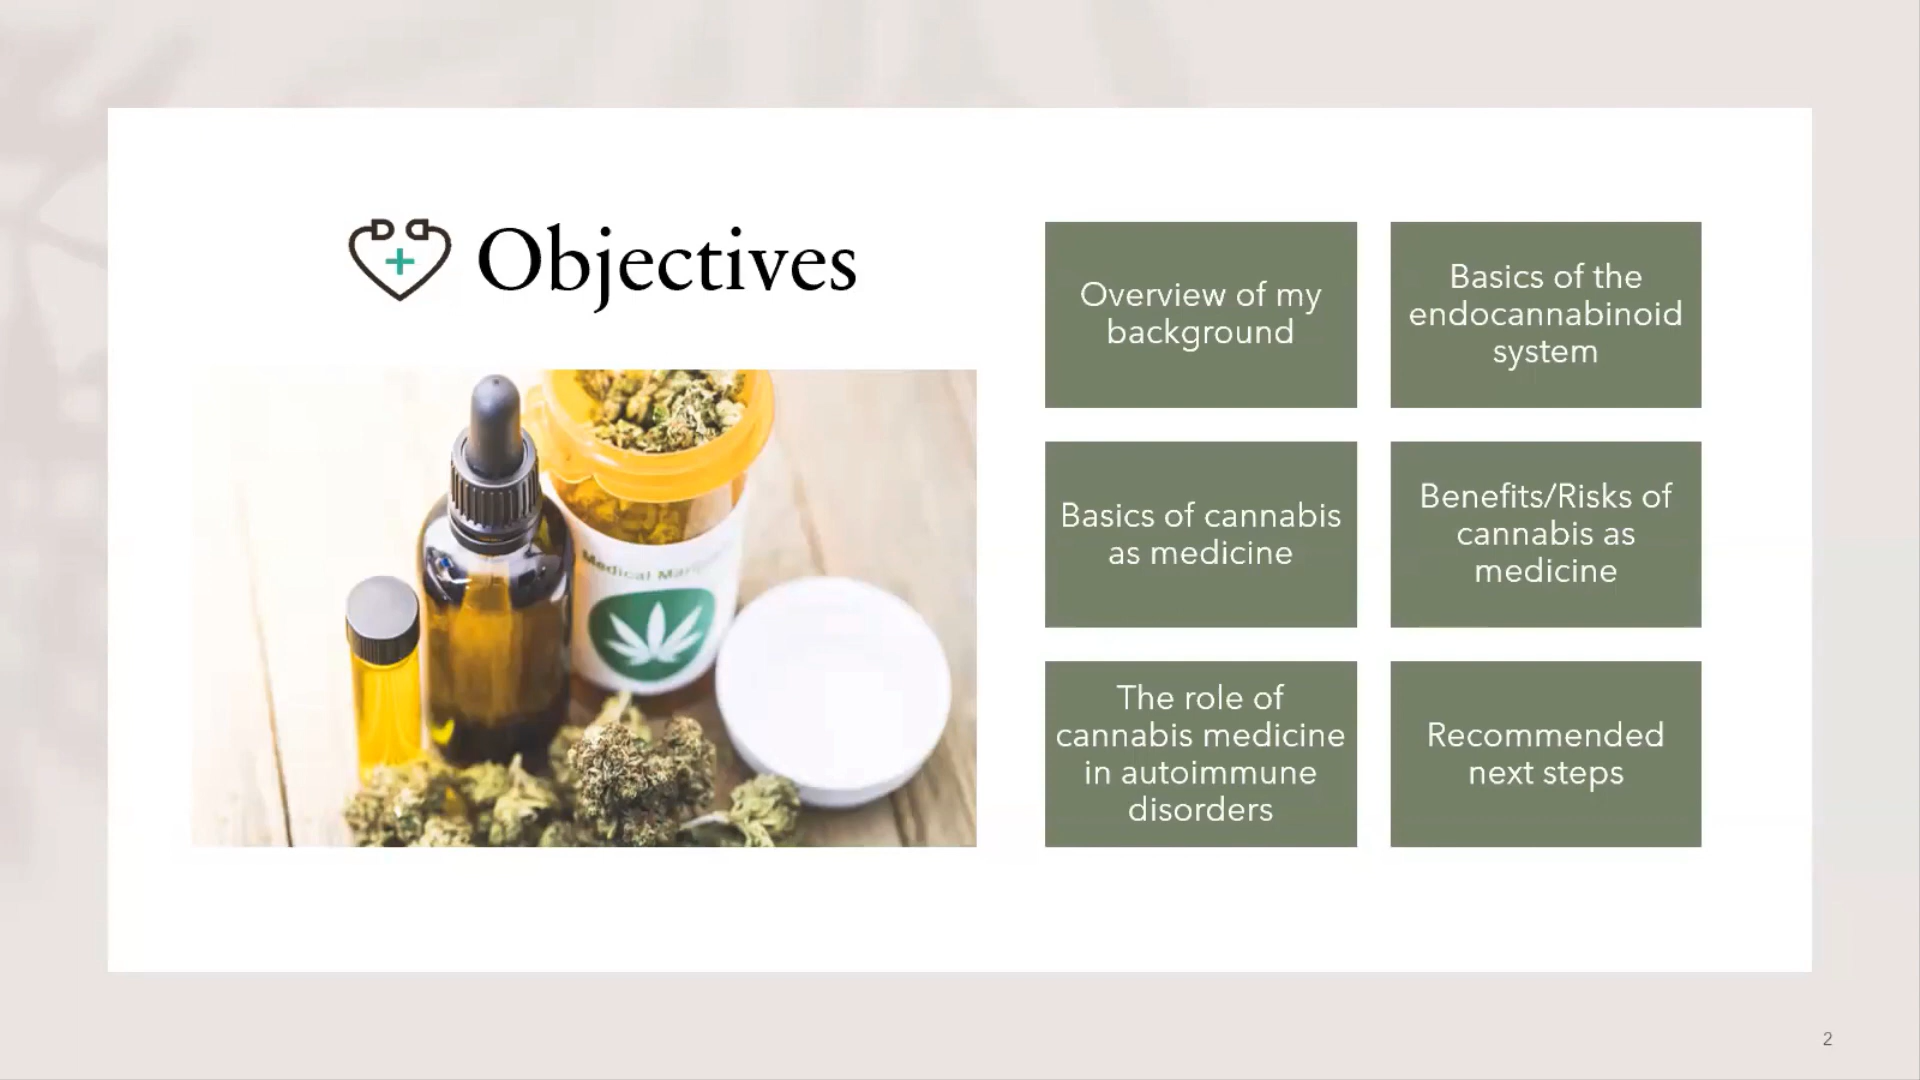 Objectives
Overview of my
background
Basics of the
endocannabinoid
system
Basics of cannabis
as medicine
Benefits/Risks of
cannabis as
medicine
The role of
cannabis medicine
in autoimmune
disorders
Recommended
next steps
Medical
2